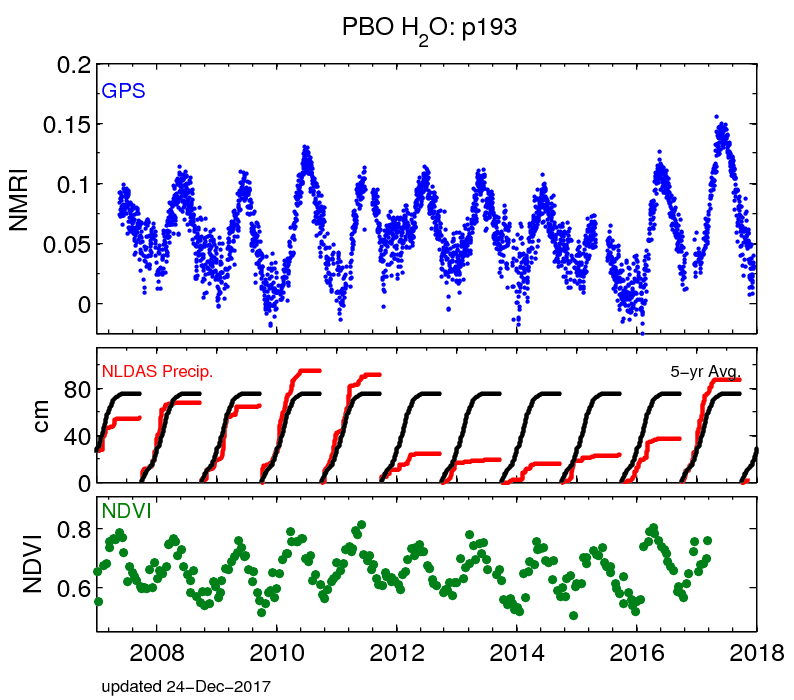 PBO H2O: p193
0.2
GPS
0.15
NMRI
0.1
0.05
0
NLDAS Precip.
5−yr Avg.
80
cm
40
0
NDVI
0.8
NDVI
0.6
2008 2010 2012 2014 2016 2018
updated 24−Dec−2017